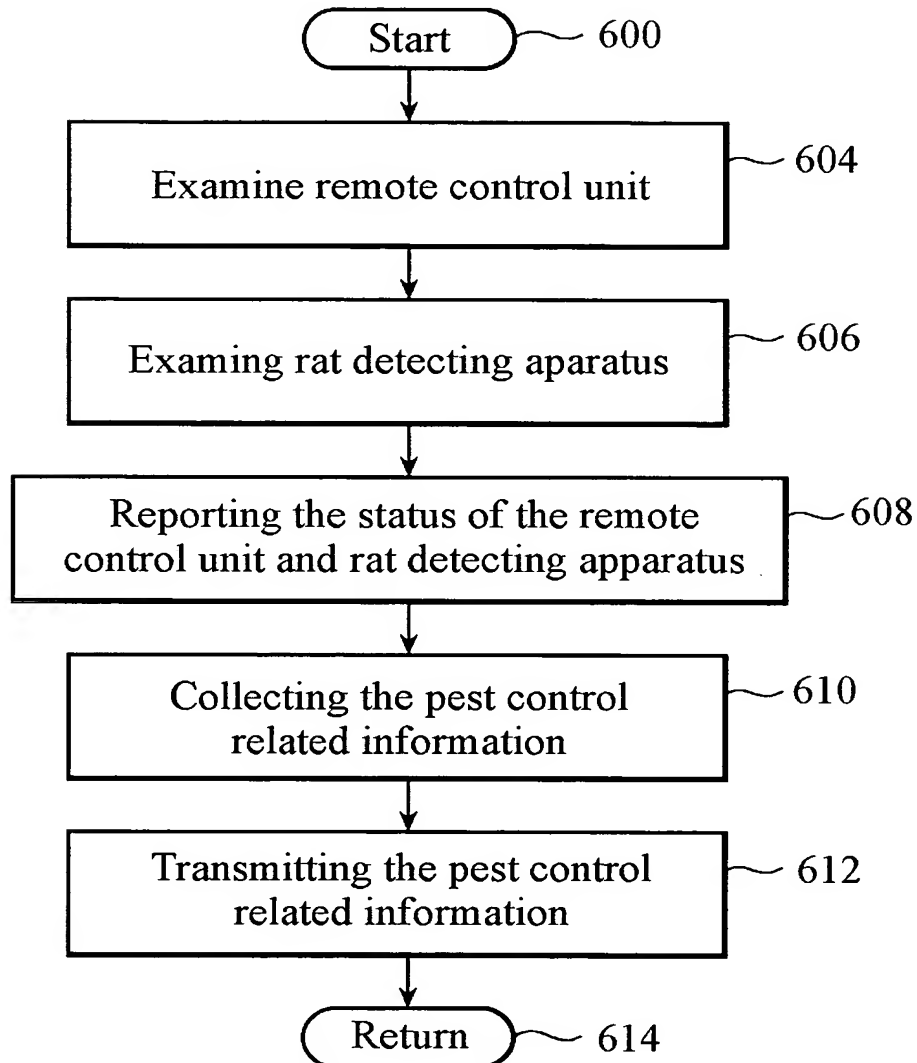 Start
600
Examine remote control unit
604
Examing rat detecting aparatus
606
Reporting the status of the remote
control unit and rat detecting apparatus
608
Collecting the pest control
related information
610
Transmitting the pest control
related information
612
Return
614